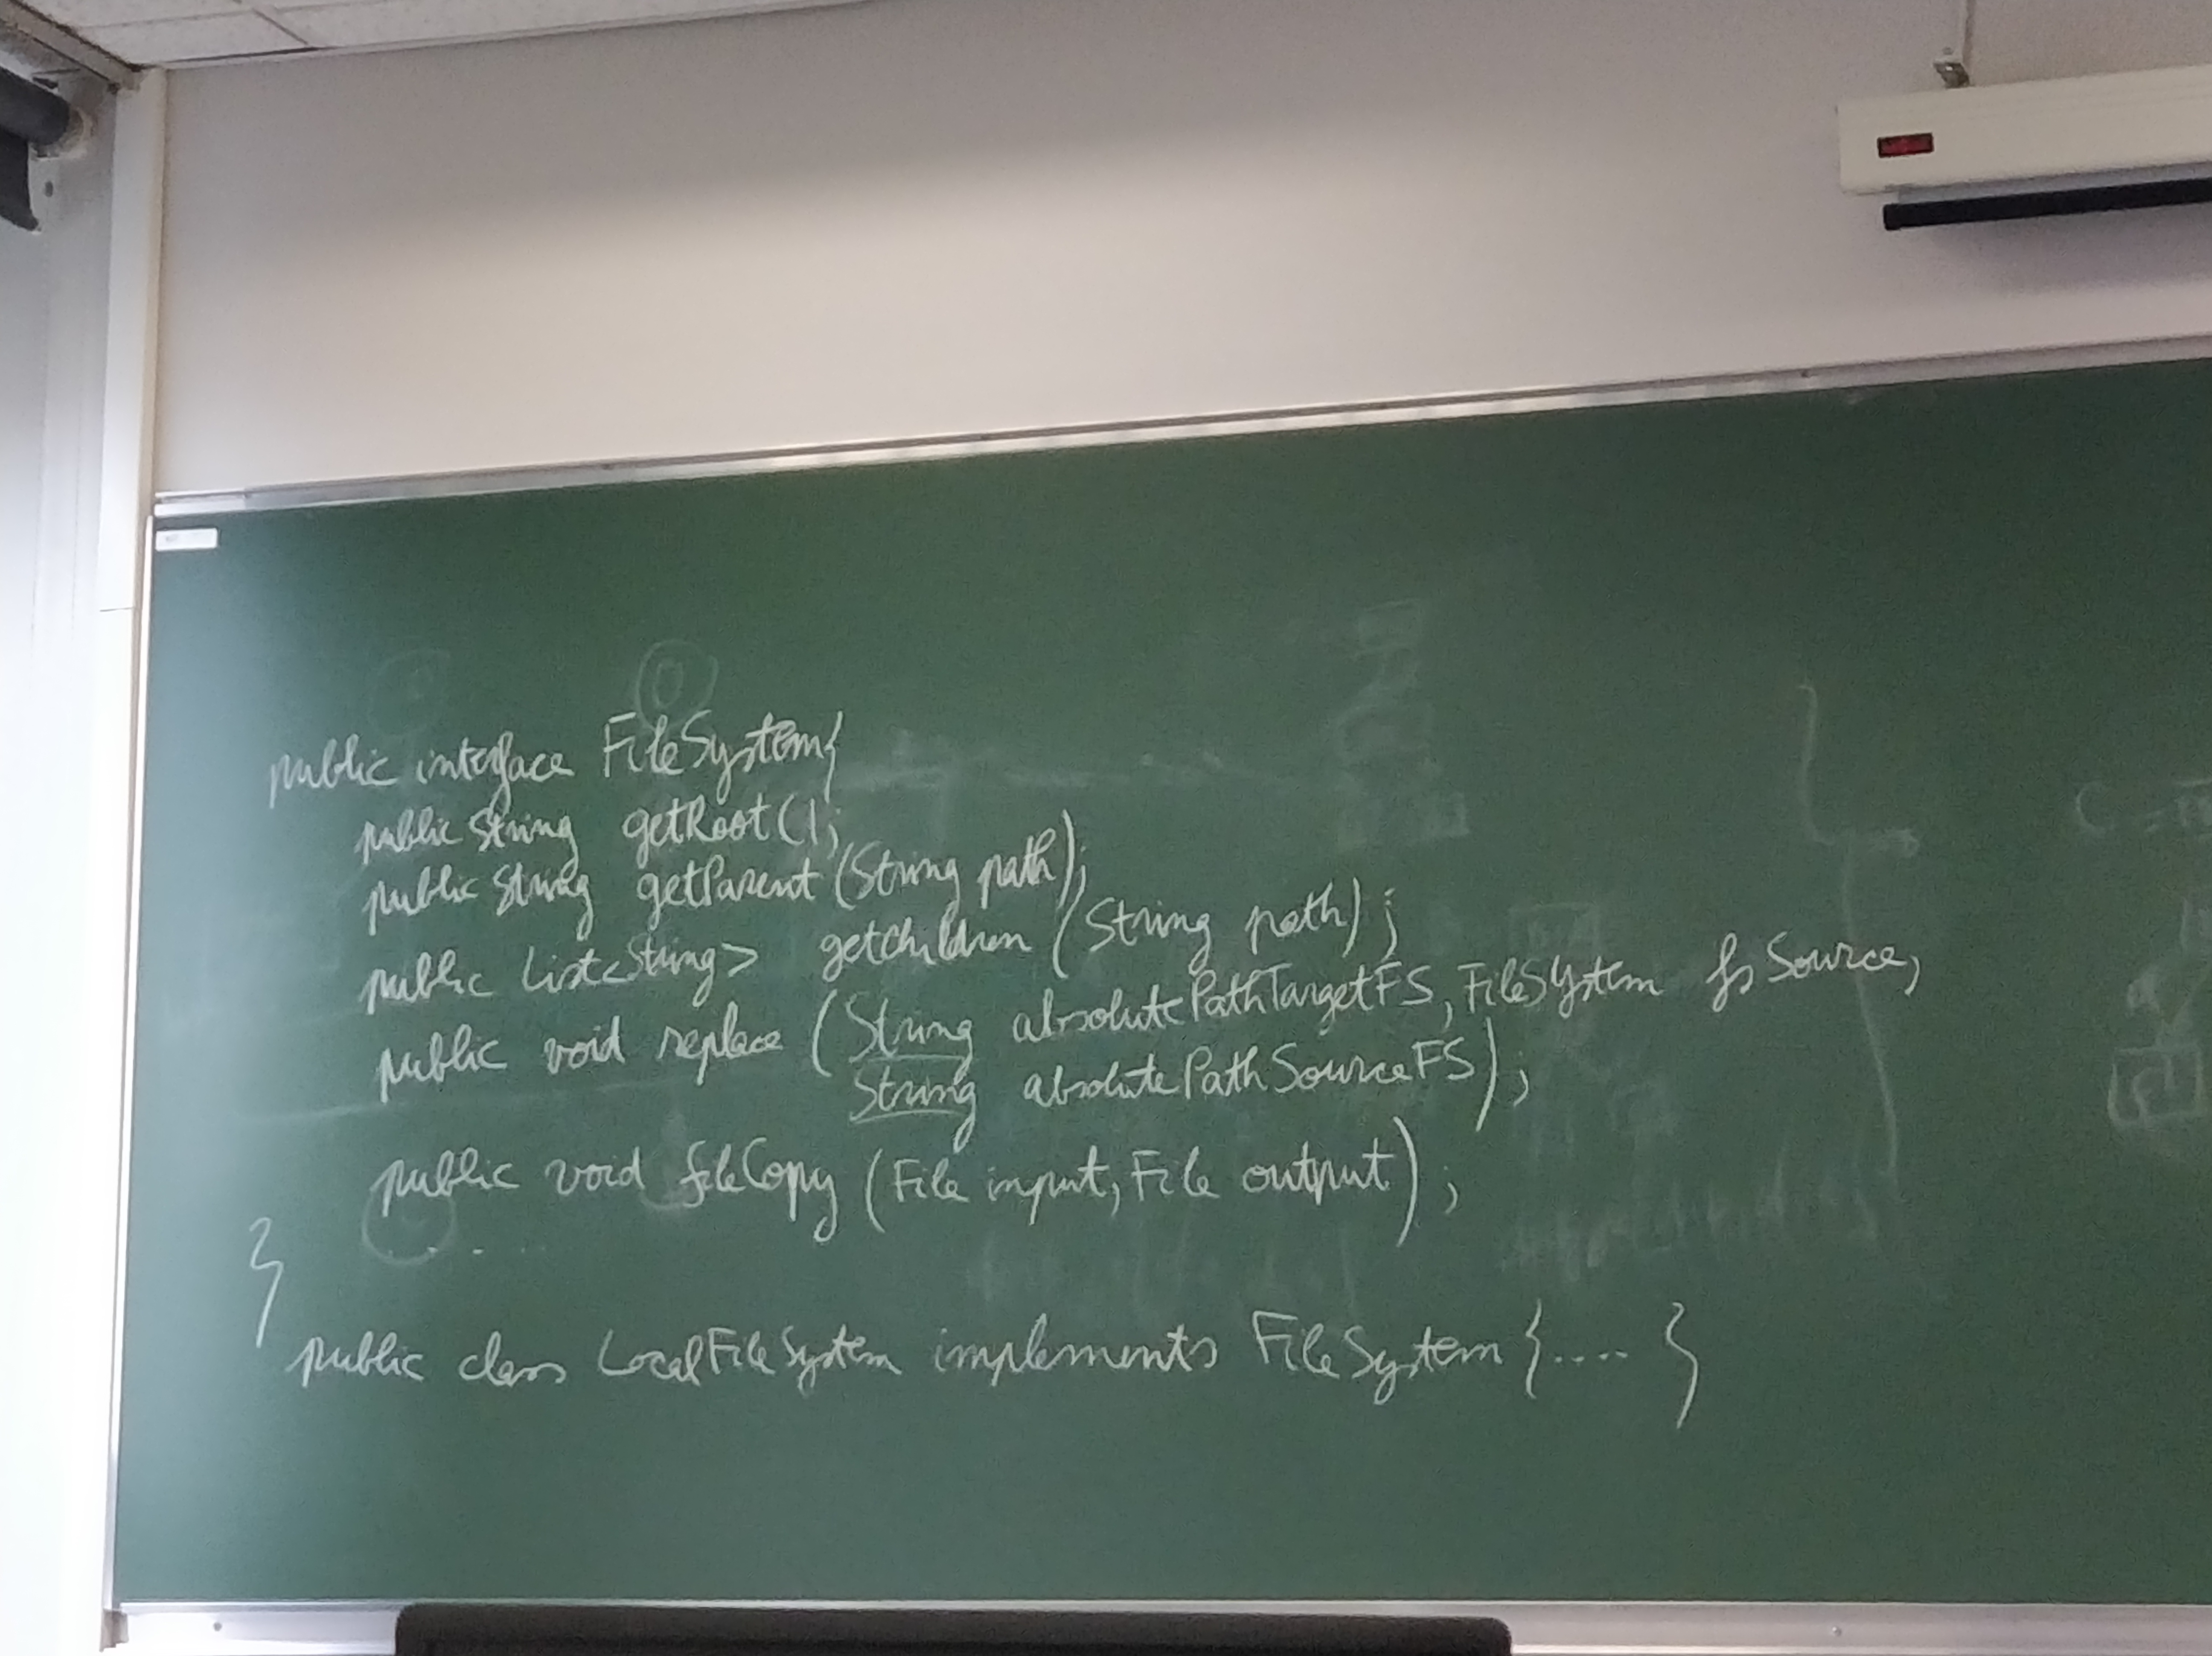 public interface FileSystem{
public String getRoot();
public String getParent(String path);
public List<String> getChildren (String path);
public void replace (String absolutePathTargetFS, FileSystem fsSource,
String absolutePathSourceFS);
public void fileCopy (File input, File output);
. . . .
}
public class LocalFileSystem implements FileSystem {.... }